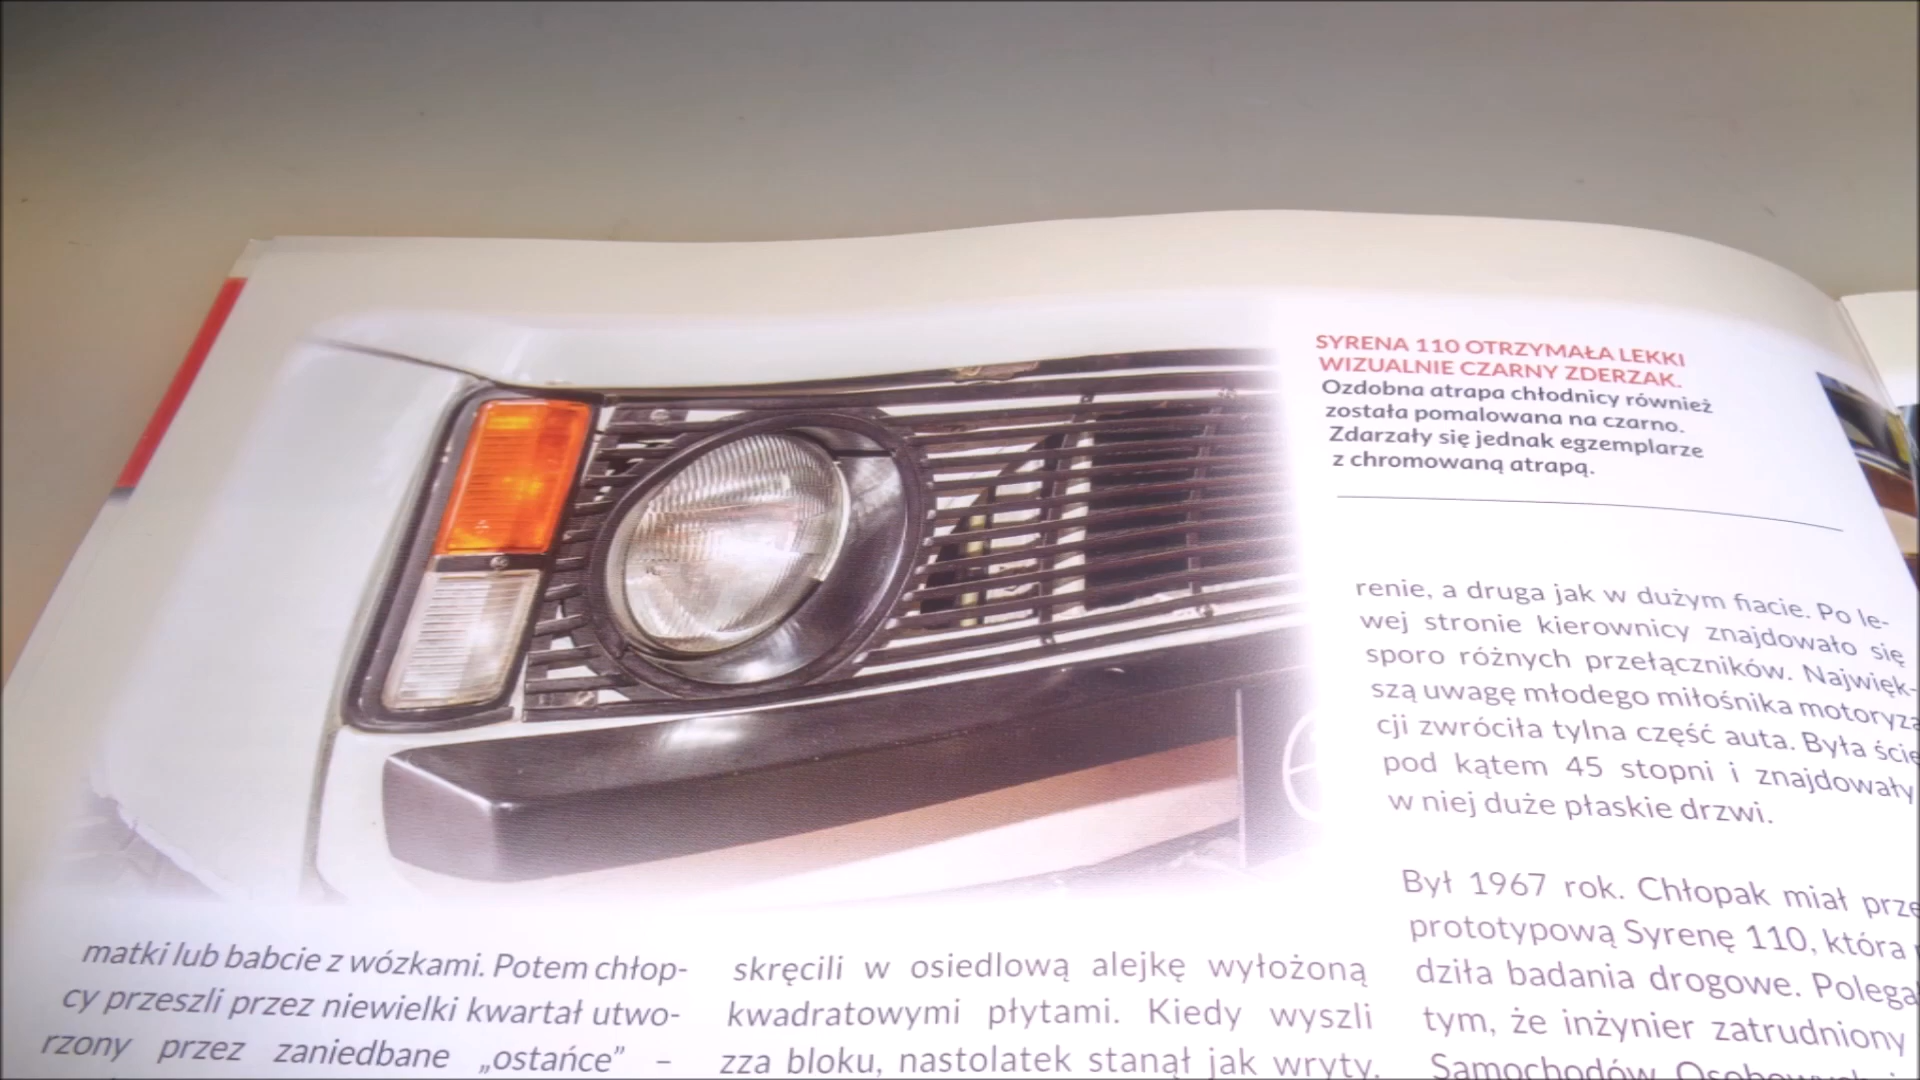 SYRENA 110 OTRZYMAŁA LEKKI
WIZUALNIE CZARNY ZDERZAK.
Ozdobna atrapa chłodnicy również
została pomalowana na czarno.
Zdarzały się jednak egzemplarze
z chromowaną atrapą.
matki lub babcie z wózkami. Potem chłop-
cy przeszli przez niewielki kwartał utwo-
rzony przez zaniedbane „ostańce” –
skręcili w osiedlową alejkę wyłożoną
kwadratowymi płytami. Kiedy wyszli
zza bloku, nastolatek stanął jak wryty.
renie, a druga jak w dużym fiacie. Po le-
wej stronie kierownicy znajdowało się
sporo różnych przełączników. Najwięk-
szą uwagę młodego miłośnika motoryza
cji zwróciła tylna część auta. Była ście
pod kątem 45 stopni i znajdowały
w niej duże płaskie drzwi.
Był 1967 rok. Chłopak miał prze
prototypową Syrenę 110, która
dziła badania drogowe. Polega
tym, że inżynier zatrudniony
Samochodów Osobowych